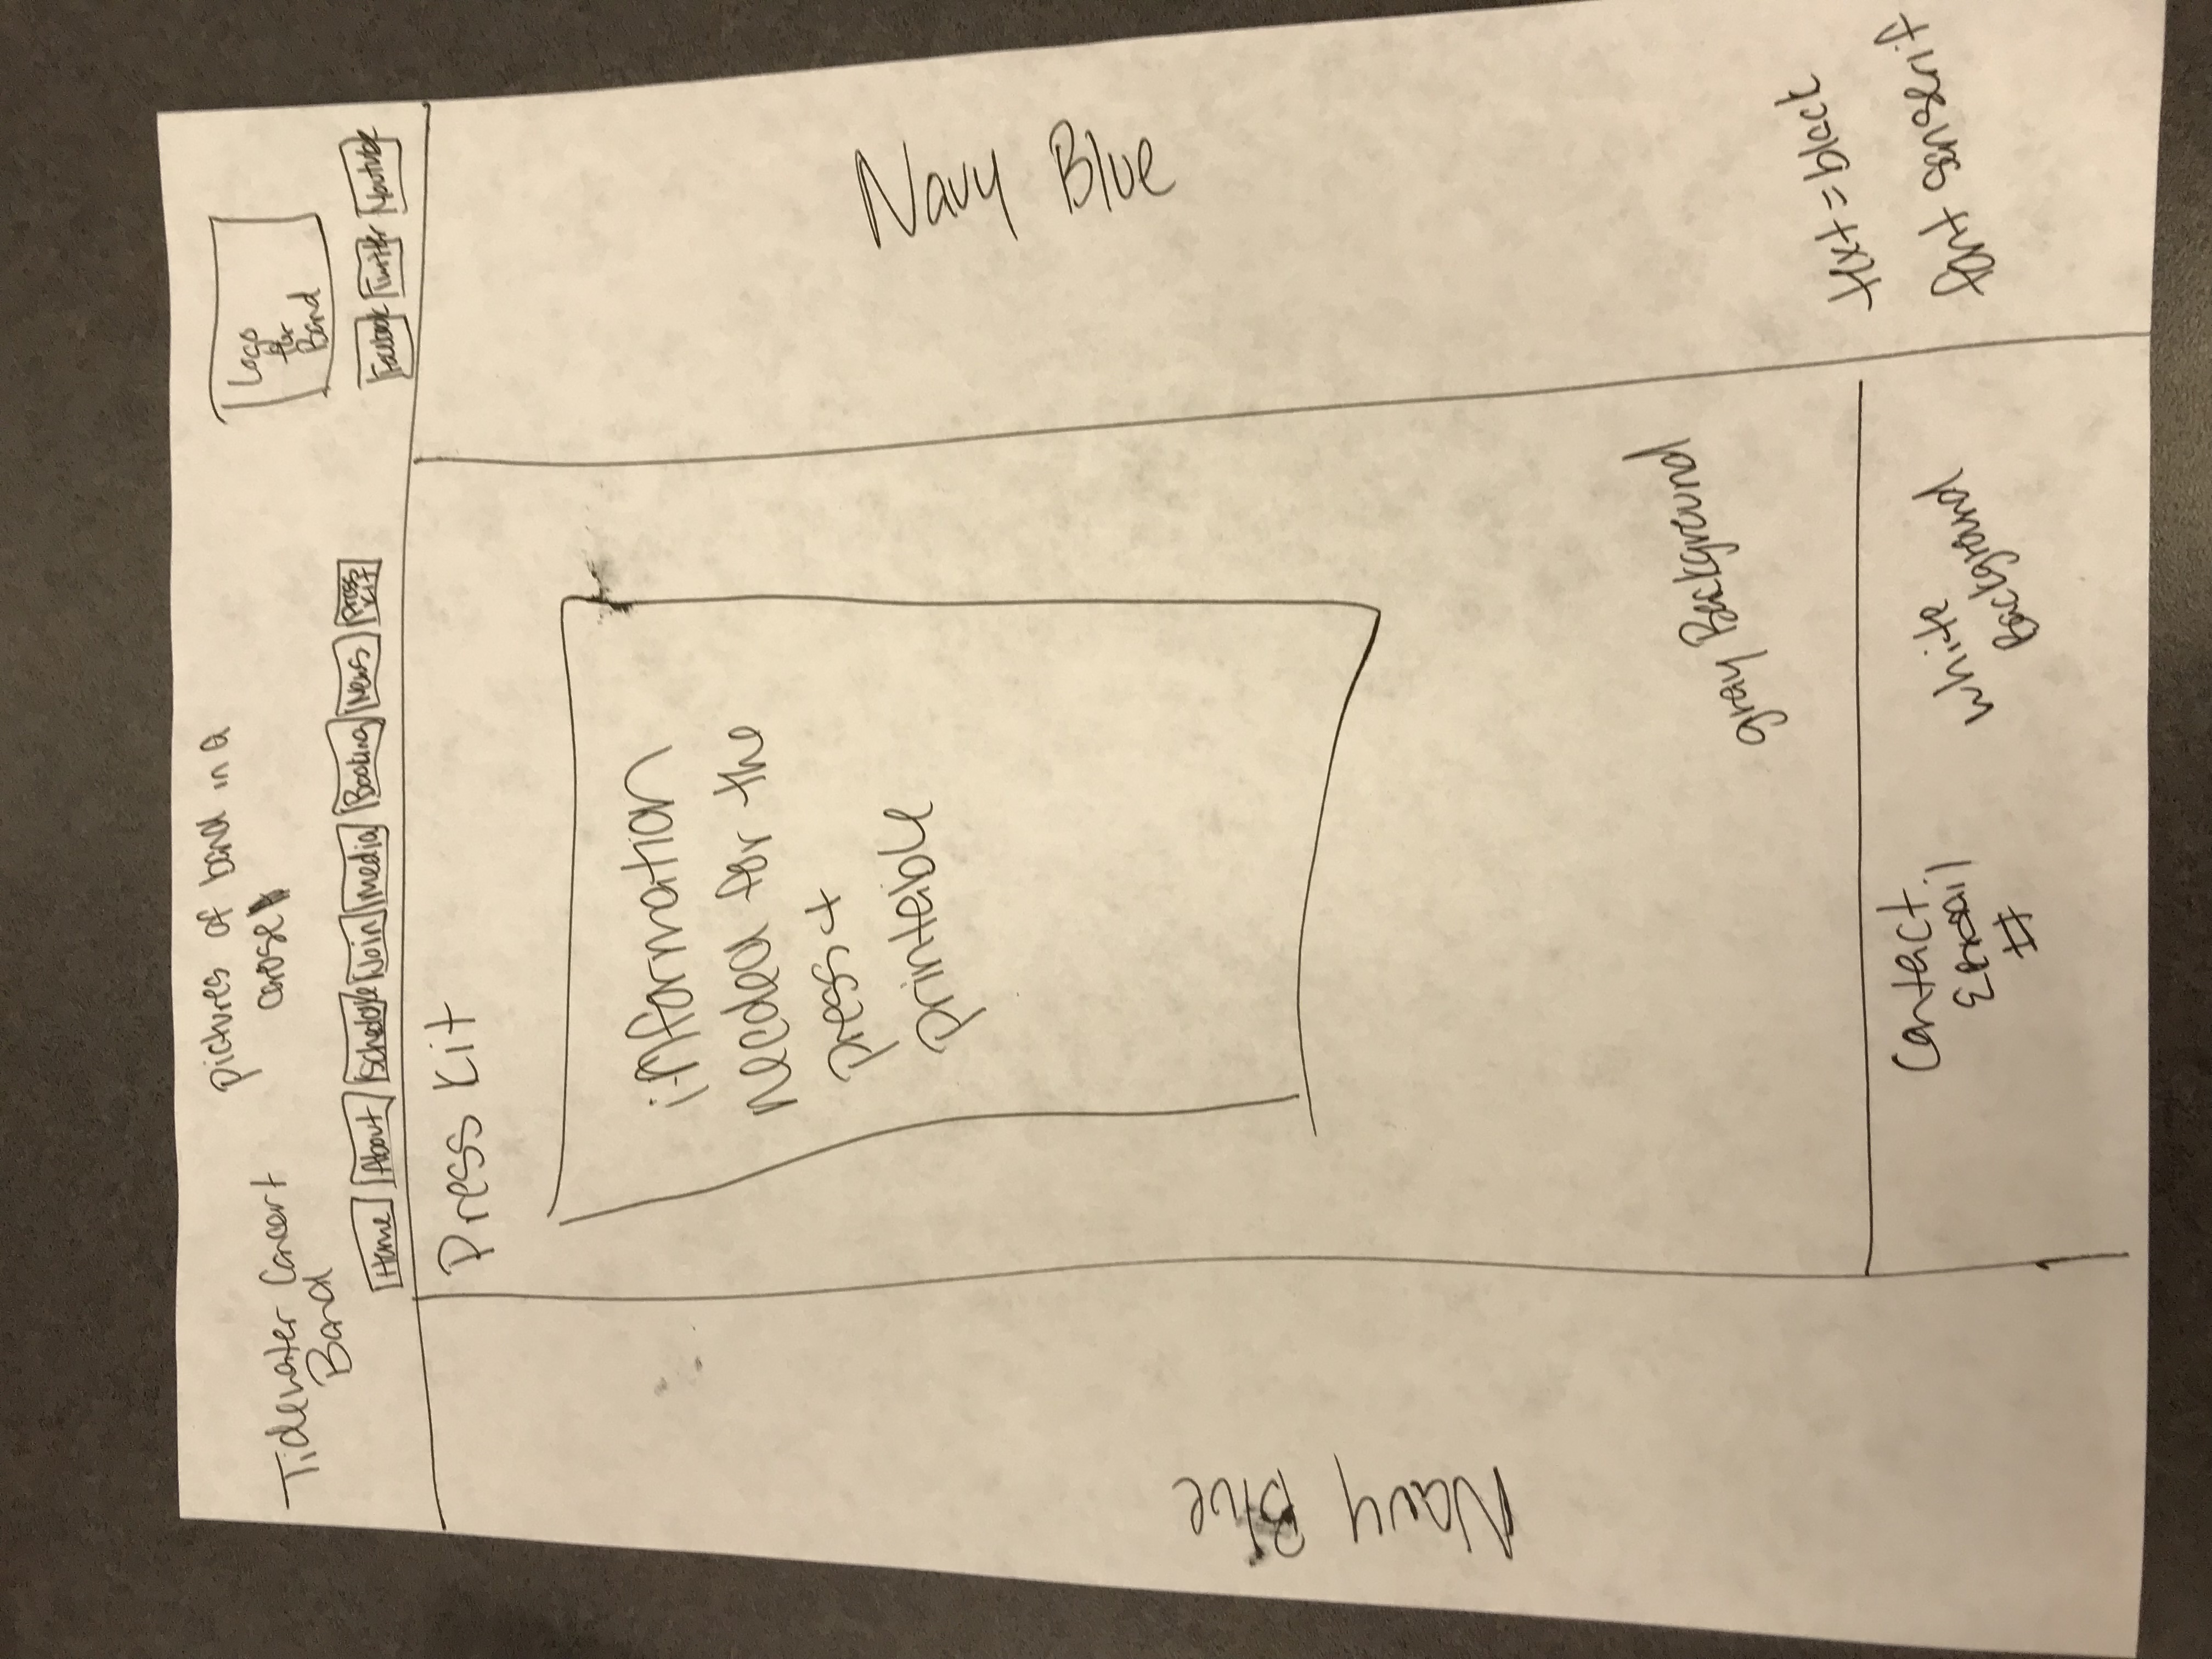 pictures of band in a
carosel
Tidewater Concert
Band
Logo
for
Band
Home About Schedule Join Media Booking News Press Kit
Facebook Twitter Youtube
Press Kit
information
needed for the
press +
printable
Navy Blue
Navy Blue
gray Background
text = black
font sanserif
Contact
Email
#
white
Background